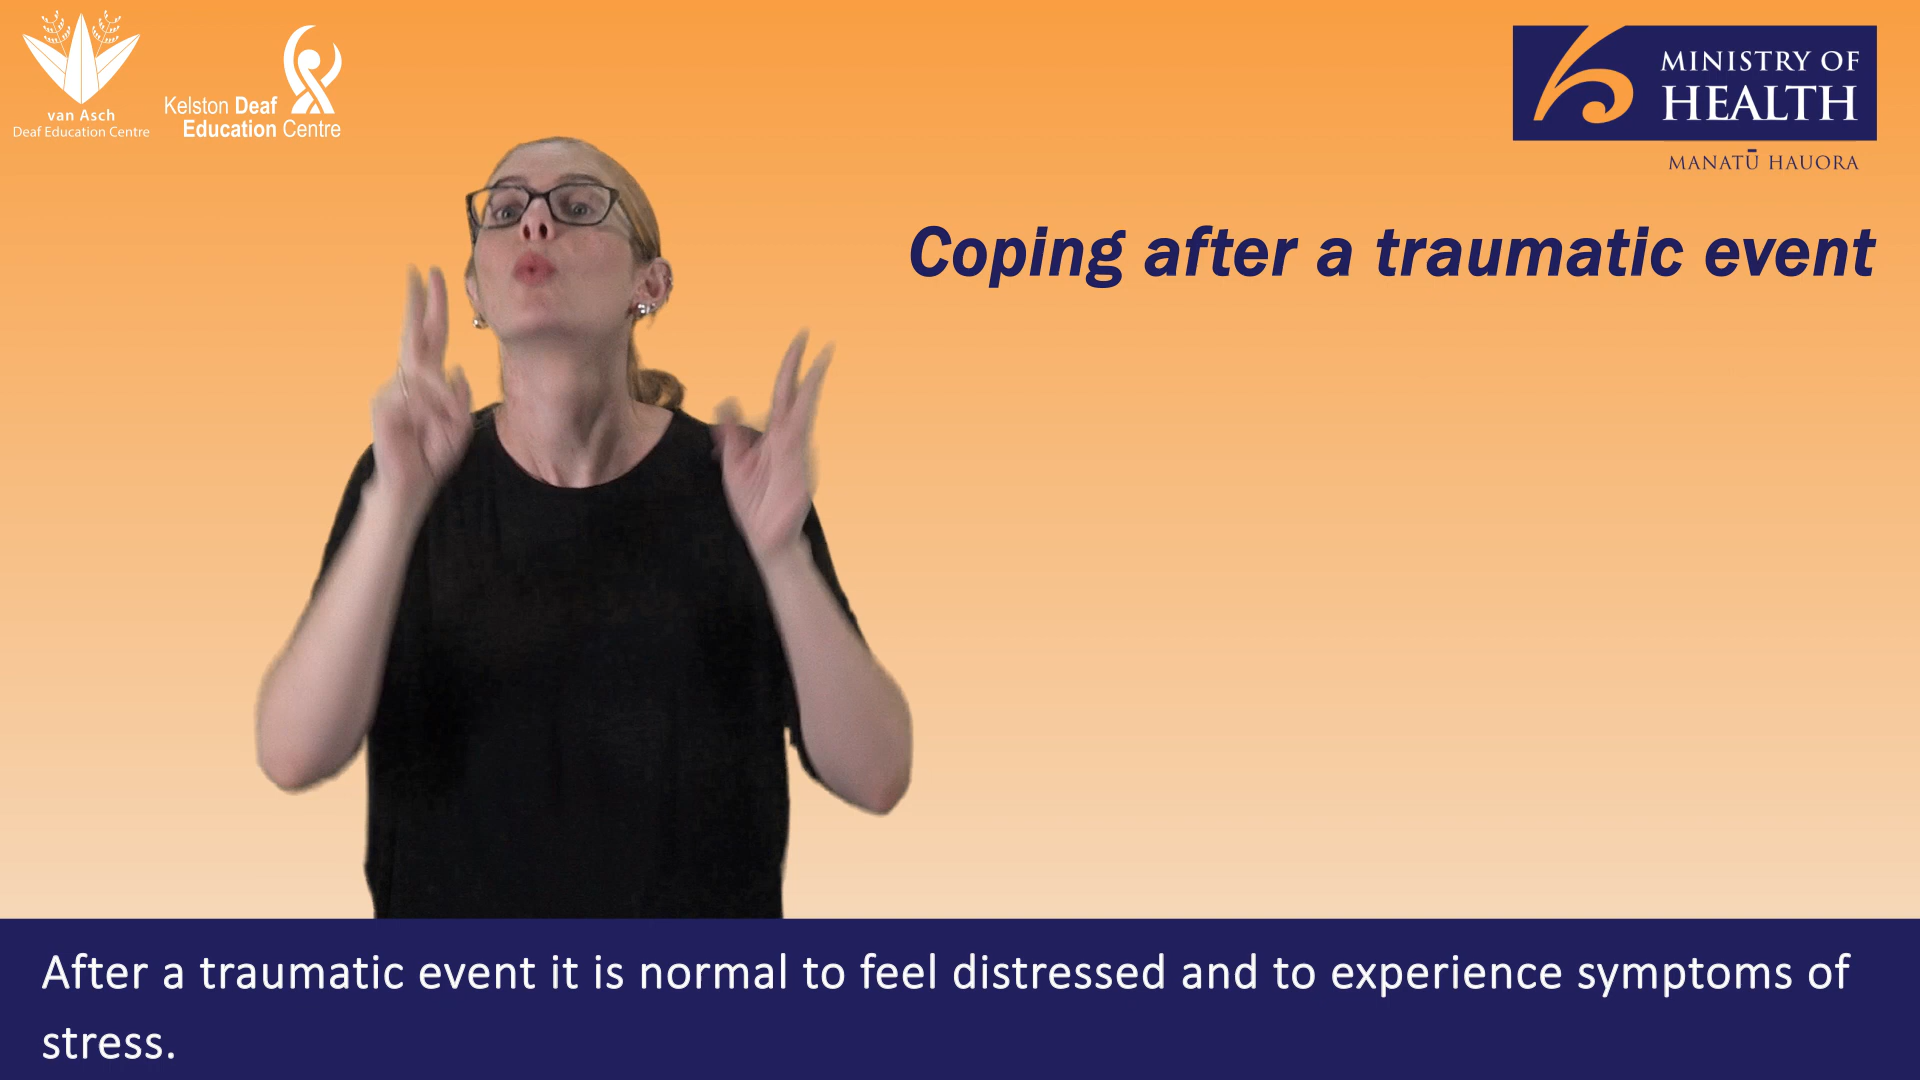 van Asch
Deaf Education Centre
Kelston Deaf
Education Centre
MINISTRY OF
HEALTH
MANATŪ HAUORA
Coping after a traumatic event
After a traumatic event it is normal to feel distressed and to experience symptoms of
stress.